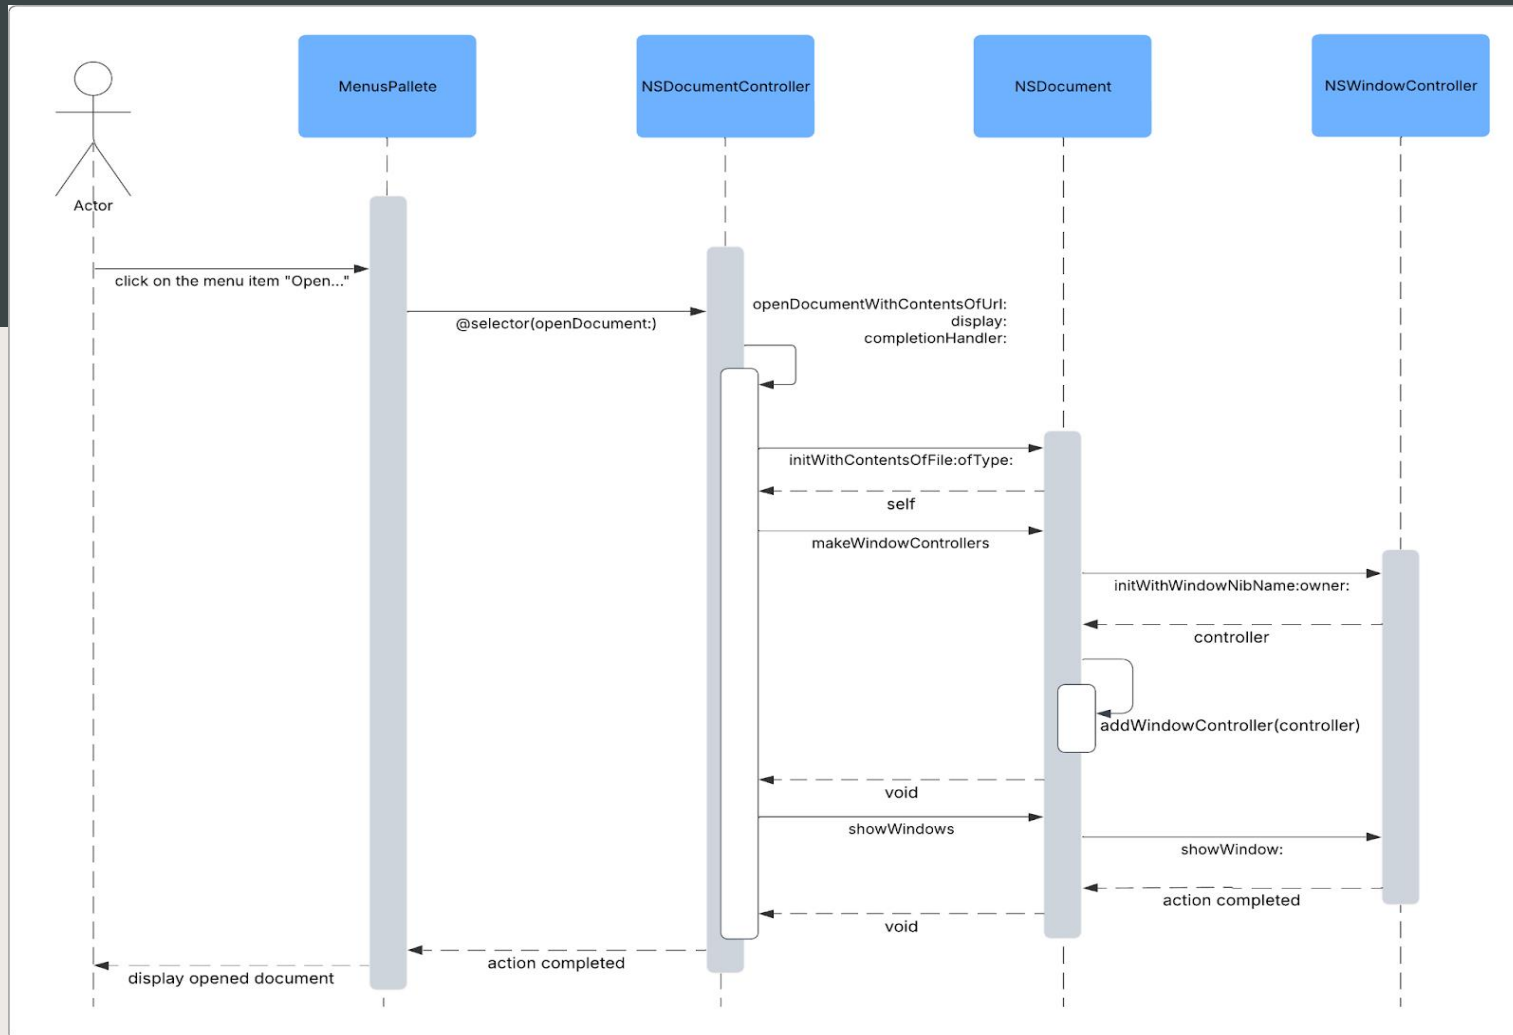 MenusPallete
NSDocumentController
NSDocument
NSWindowController
Actor
click on the menu item "Open..."
@selector(openDocument:)
openDocumentWithContentsOfUrl:
display:
completionHandler:
initWithContentsOfFile:ofType:
self
makeWindowControllers
initWithWindowNibName:owner:
controller
addWindowController(controller)
void
showWindows
showWindow:
action completed
void
action completed
display opened document